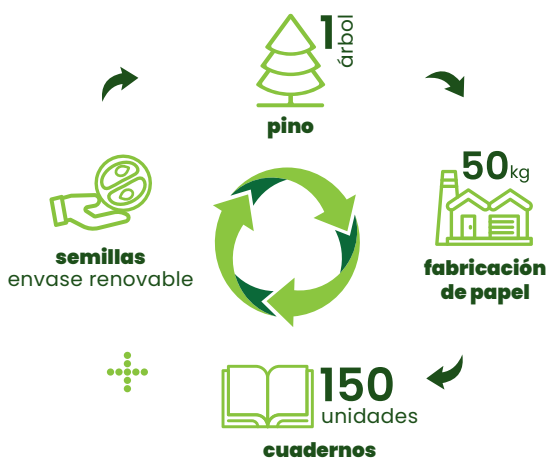 1 árbol
pino
50kg
fabricación
de papel
150
unidades
cuadernos
semillas
envase renovable